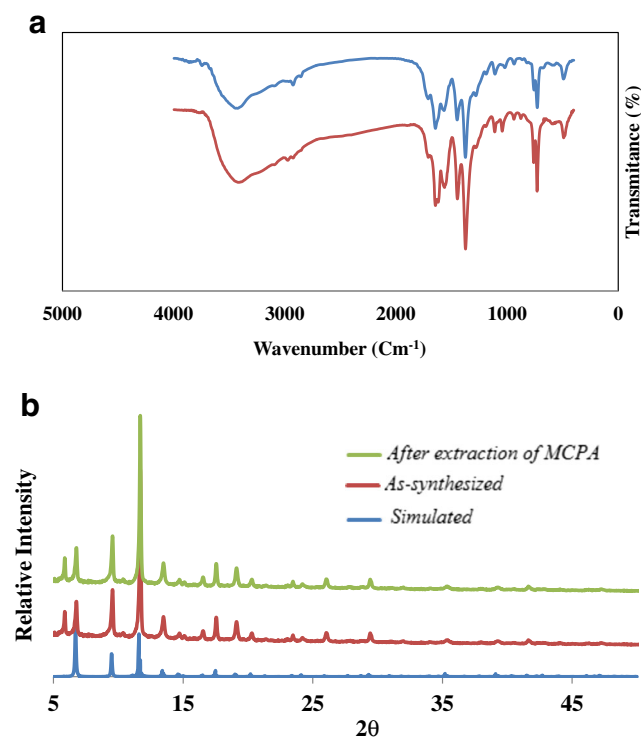 a
Transmitance (%)
5000 4000 3000 2000 1000 0
Wavenumber (Cm-1)
b
After extraction of MCPA
As-synthesized
Simulated
Relative Intensity
5 15 25 35 45
2θ